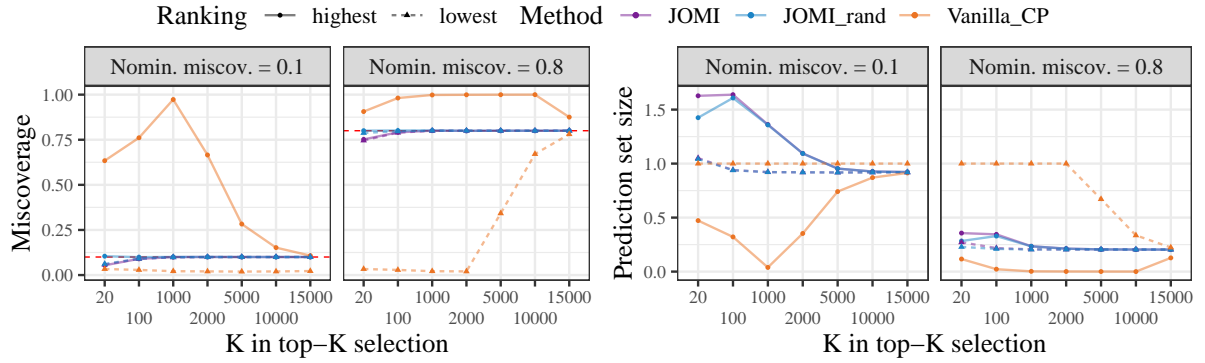 Ranking highest lowest Method JOMI JOMI_rand Vanilla_CP
Nomin. miscov. = 0.1 Nomin. miscov. = 0.8 Nomin. miscov. = 0.1 Nomin. miscov. = 0.8
Miscoverage
1.00
0.75
0.50
0.25
0.00
20 1000 5000 15000 20 1000 5000 15000
100 2000 10000 100 2000 10000
K in top−K selection
Prediction set size
1.5
1.0
0.5
0.0
20 1000 5000 15000 20 1000 5000 15000
100 2000 10000 100 2000 10000
K in top−K selection